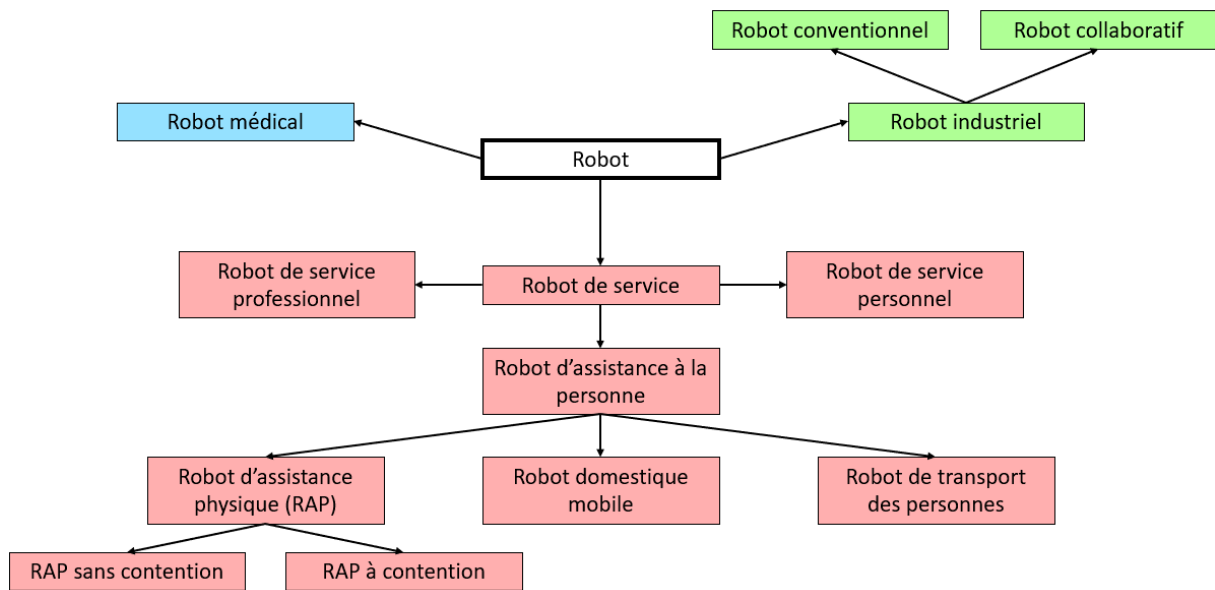 Robot conventionnel
Robot collaboratif
Robot médical
Robot industriel
Robot
Robot de service
professionnel
Robot de service
Robot de service
personnel
Robot d’assistance à la
personne
Robot d’assistance
physique (RAP)
Robot domestique
mobile
Robot de transport
des personnes
RAP sans contention
RAP à contention